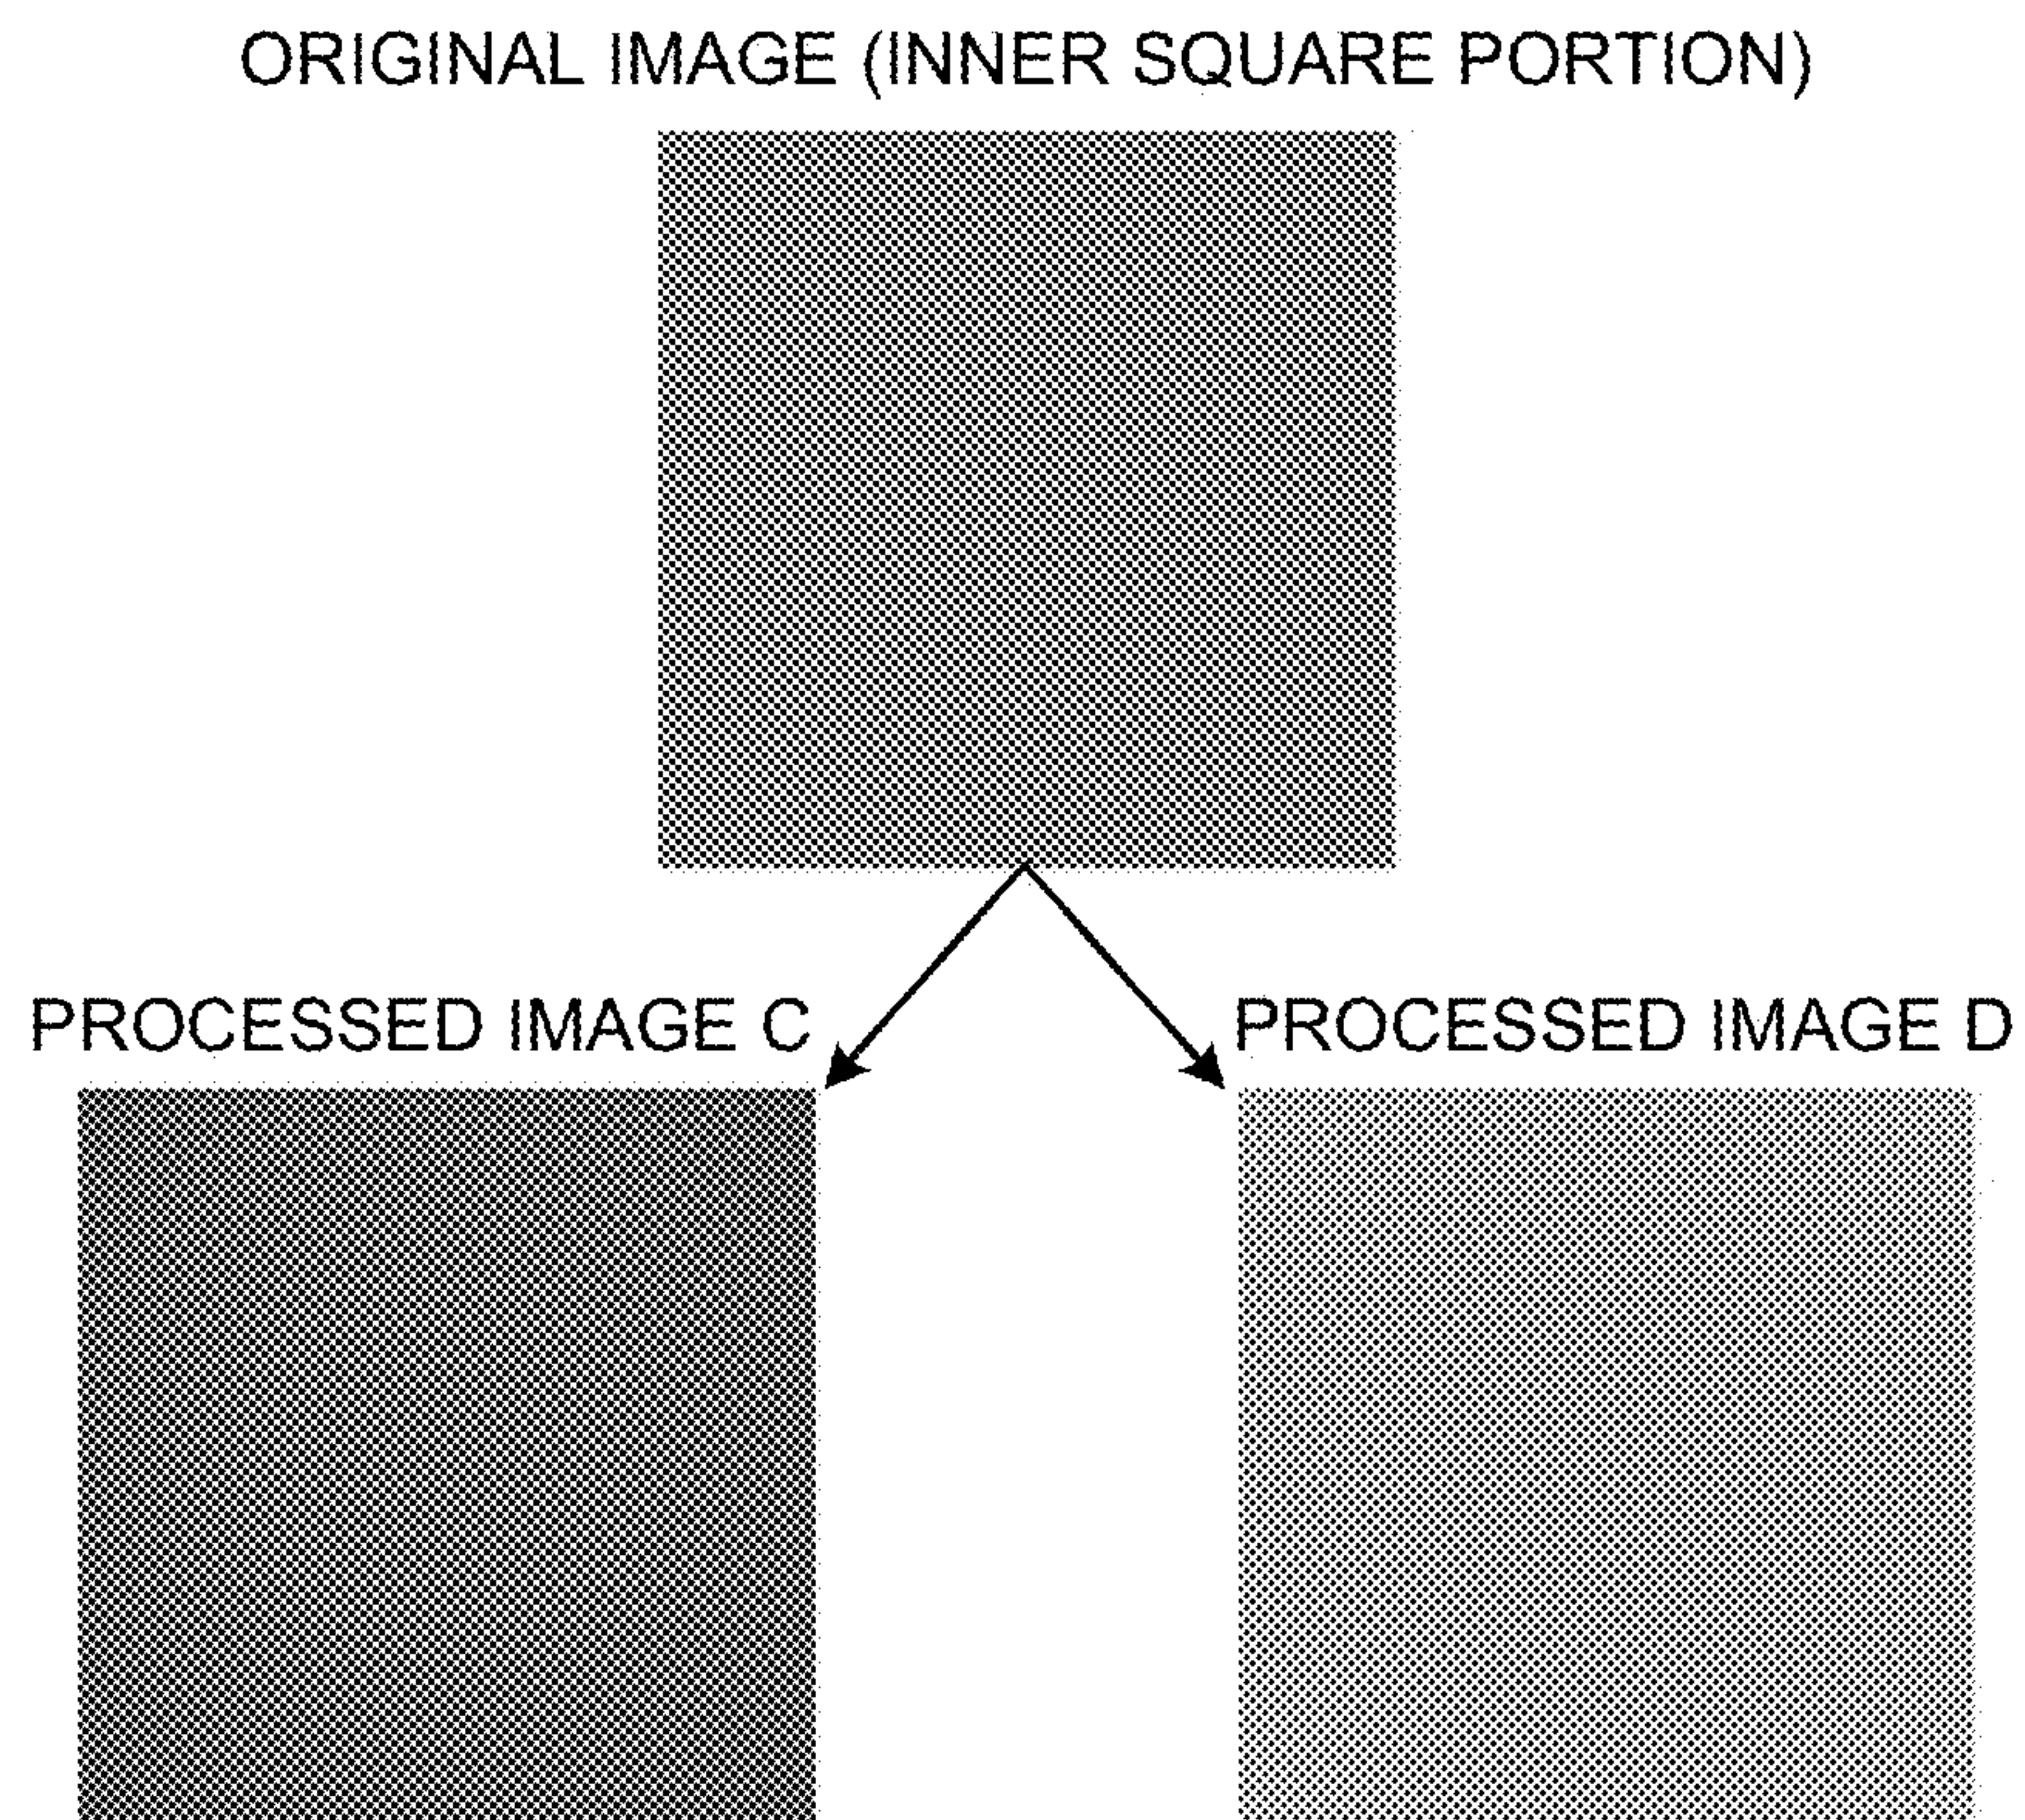 ORIGINAL IMAGE (INNER SQUARE PORTION)
PROCESSED IMAGE C
PROCESSED IMAGE D